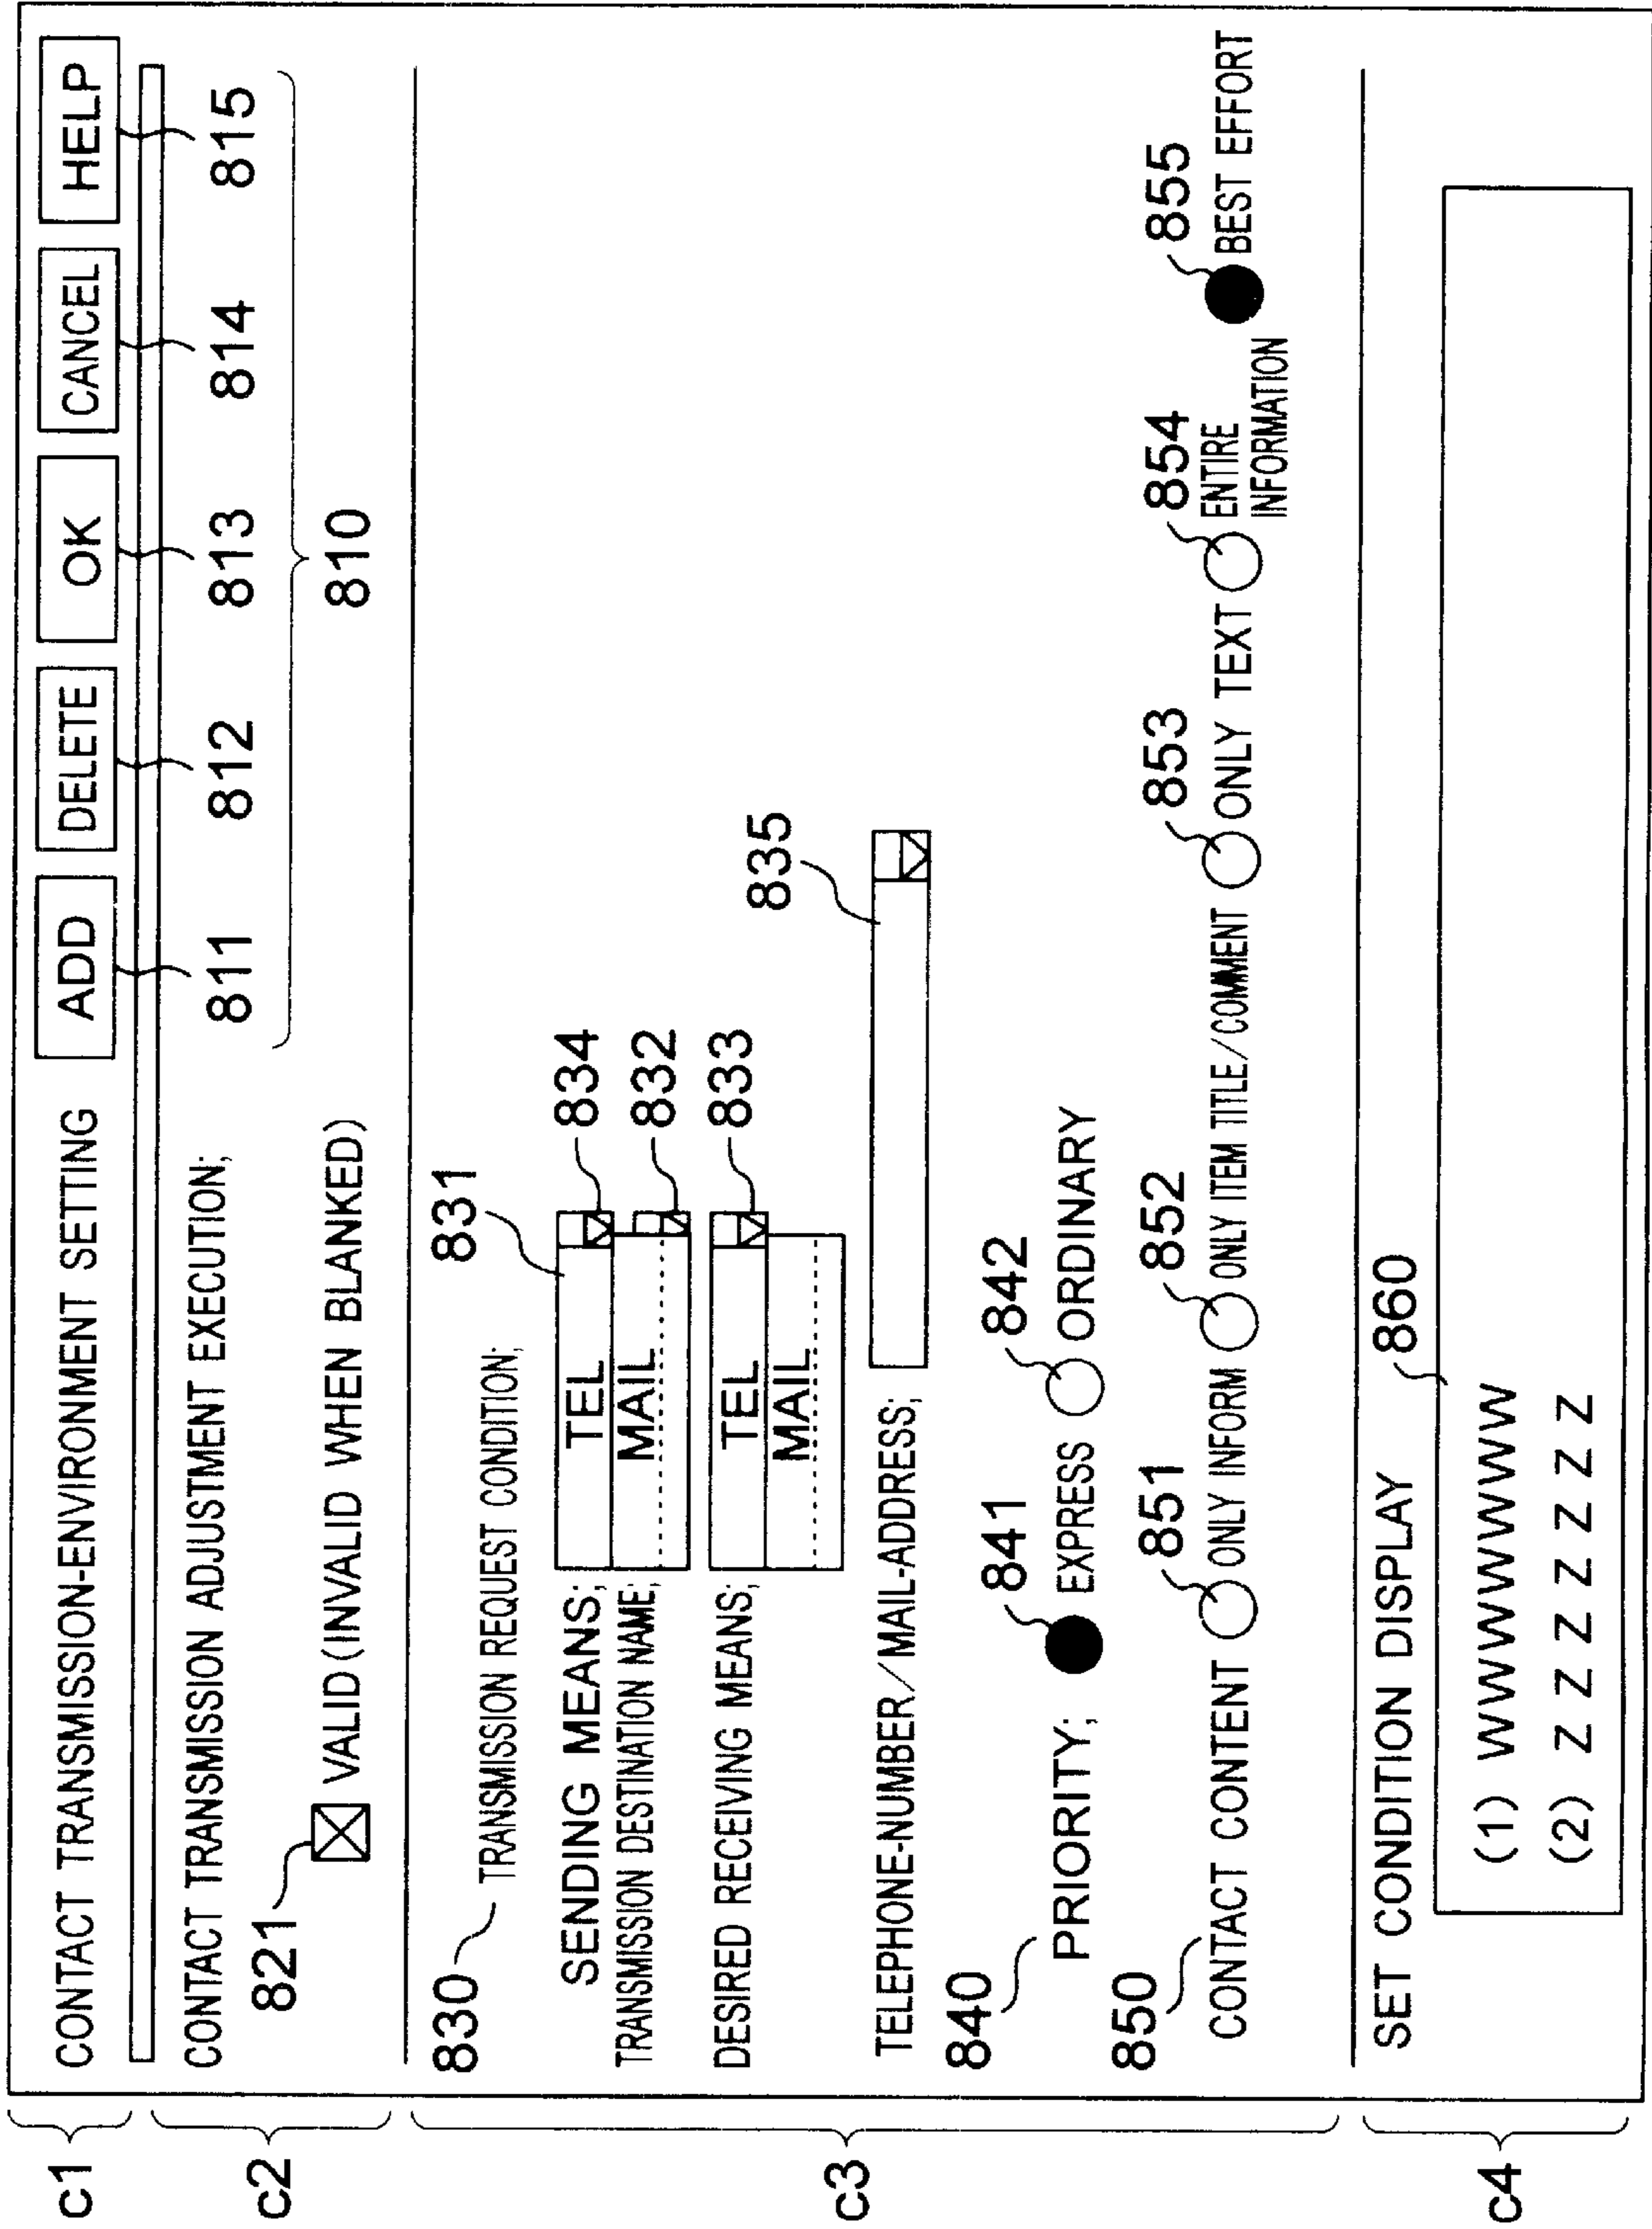 c1
CONTACT TRANSMISSION-ENVIRONMENT SETTING ADD DELETE OK CANCEL HELP
c2
CONTACT TRANSMISSION ADJUSTMENT EXECUTION; 811 812 813 814 815
821 VALID(INVALID WHEN BLANKED) 810
c3
830 TRANSMISSION REQUEST CONDITION; 831
SENDING MEANS; TEL 834
TRANSMISSION DESTINATION NAME; MAIL 832
DESIRED RECEIVING MEANS; TEL 833
MAIL 835
TELEPHONE-NUMBER/MAIL-ADDRESS;
840 841 842
PRIORITY; EXPRESS ORDINARY
850 851 852 853 854 855
CONTACT CONTENT ONLY INFORM ONLY ITEM TITLE/COMMENT ONLY TEXT ENTIRE INFORMATION BEST EFFORT
c4
SET CONDITION DISPLAY 860
(1) WWWWWWW
(2) Z Z Z Z Z Z